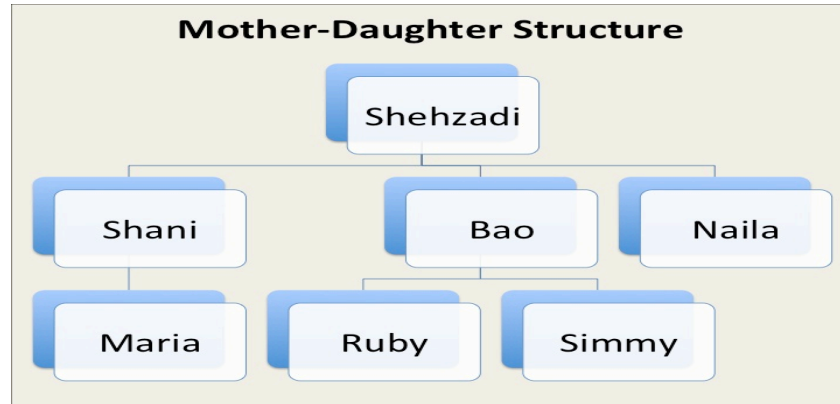 Mother-Daughter Structure
Shehzadi
Shani
Bao
Naila
Maria
Ruby
Simmy